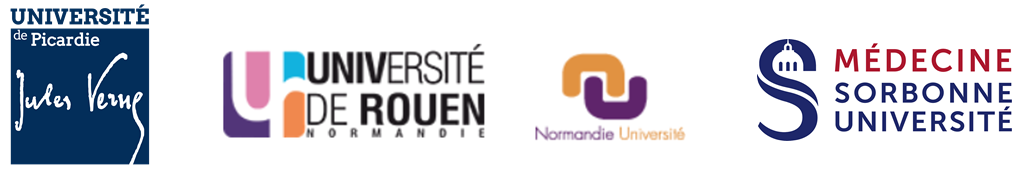 UNIVERSITÉ
de Picardie
Jules Verne
UNIVERSITÉ
DE ROUEN
NORMANDIE
Normandie Université
MÉDECINE
SORBONNE
UNIVERSITÉ